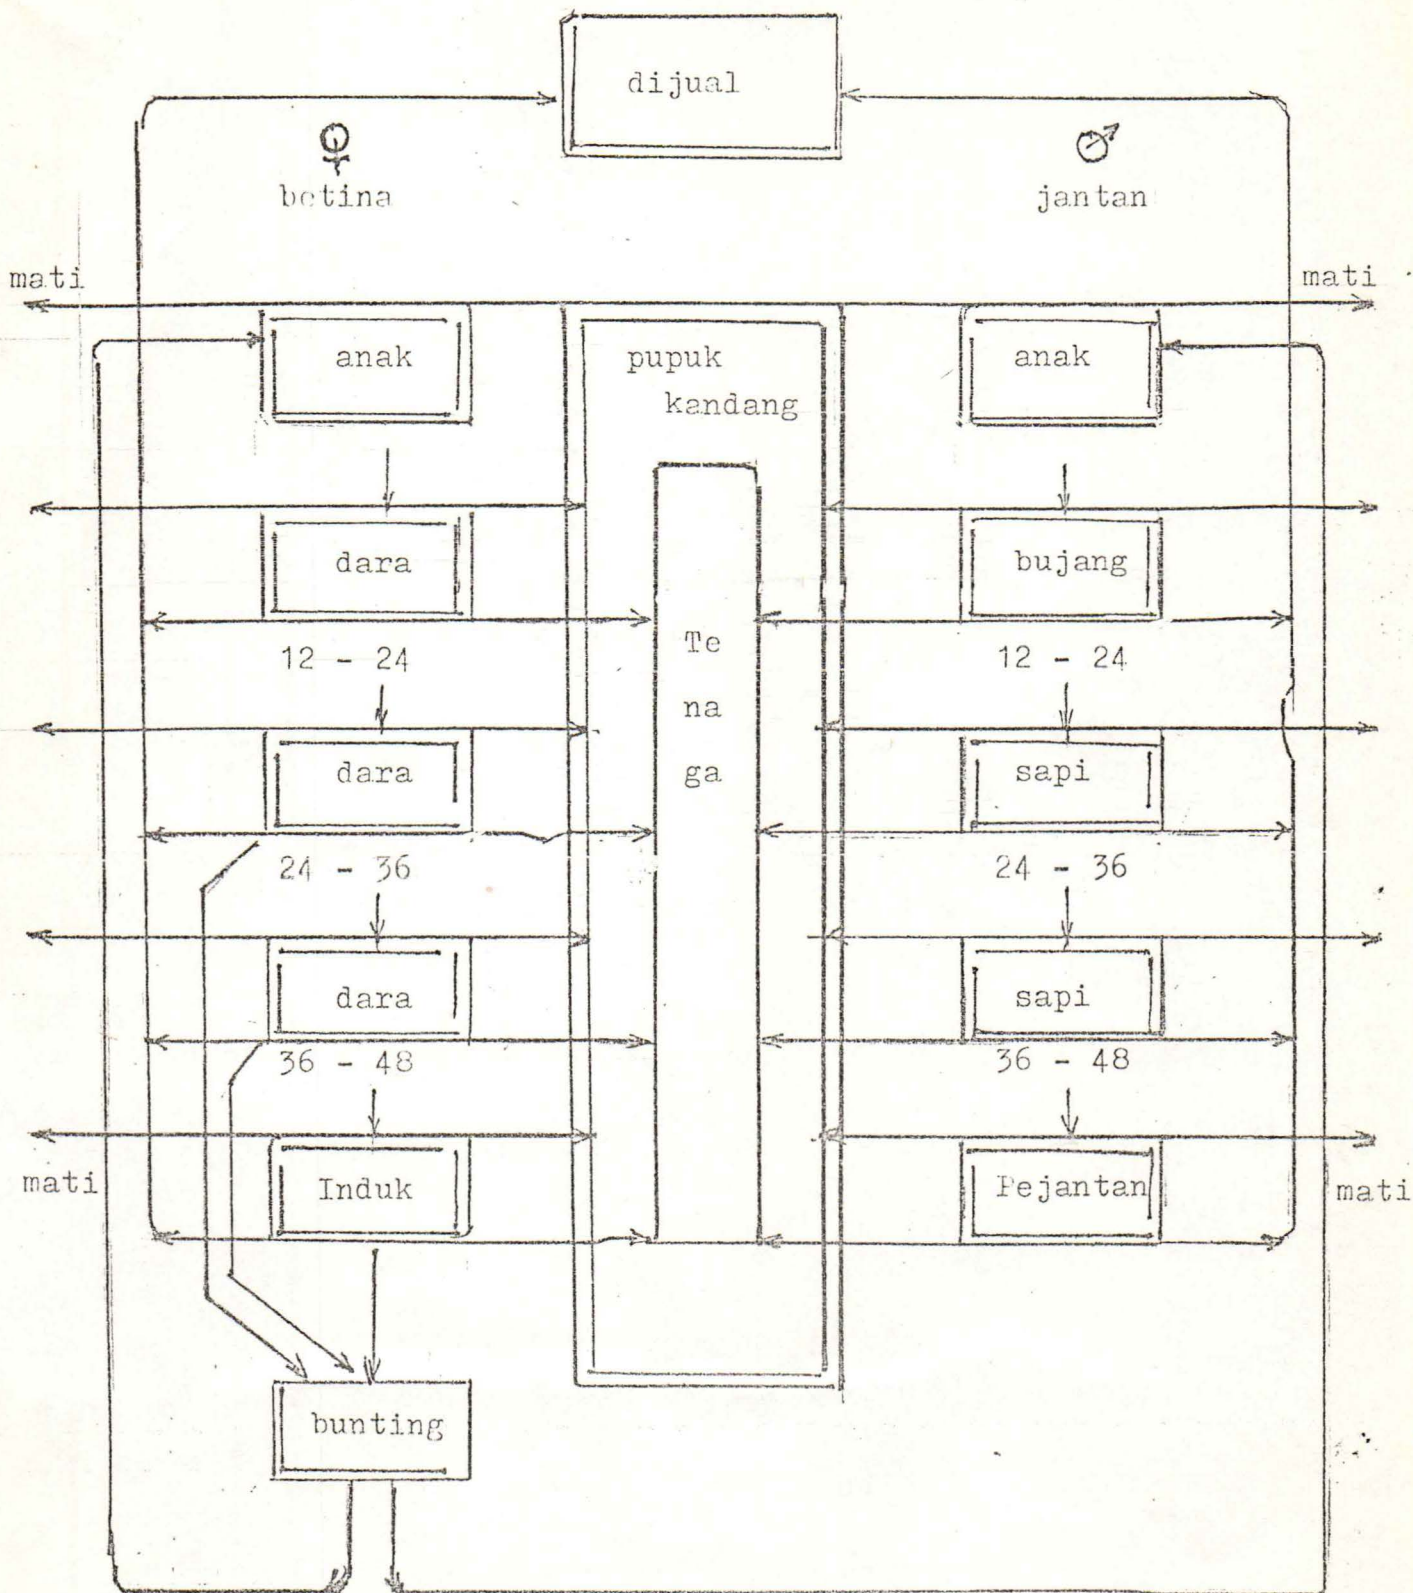 dijual
♀ ♂
betina jantan
mati mati
anak pupuk anak
kandang
dara bujang
Te
12 - 24 12 - 24
na
dara ga sapi
24 - 36 24 - 36
dara sapi
36 - 48 36 - 48
mati Induk Pejantan mati
bunting